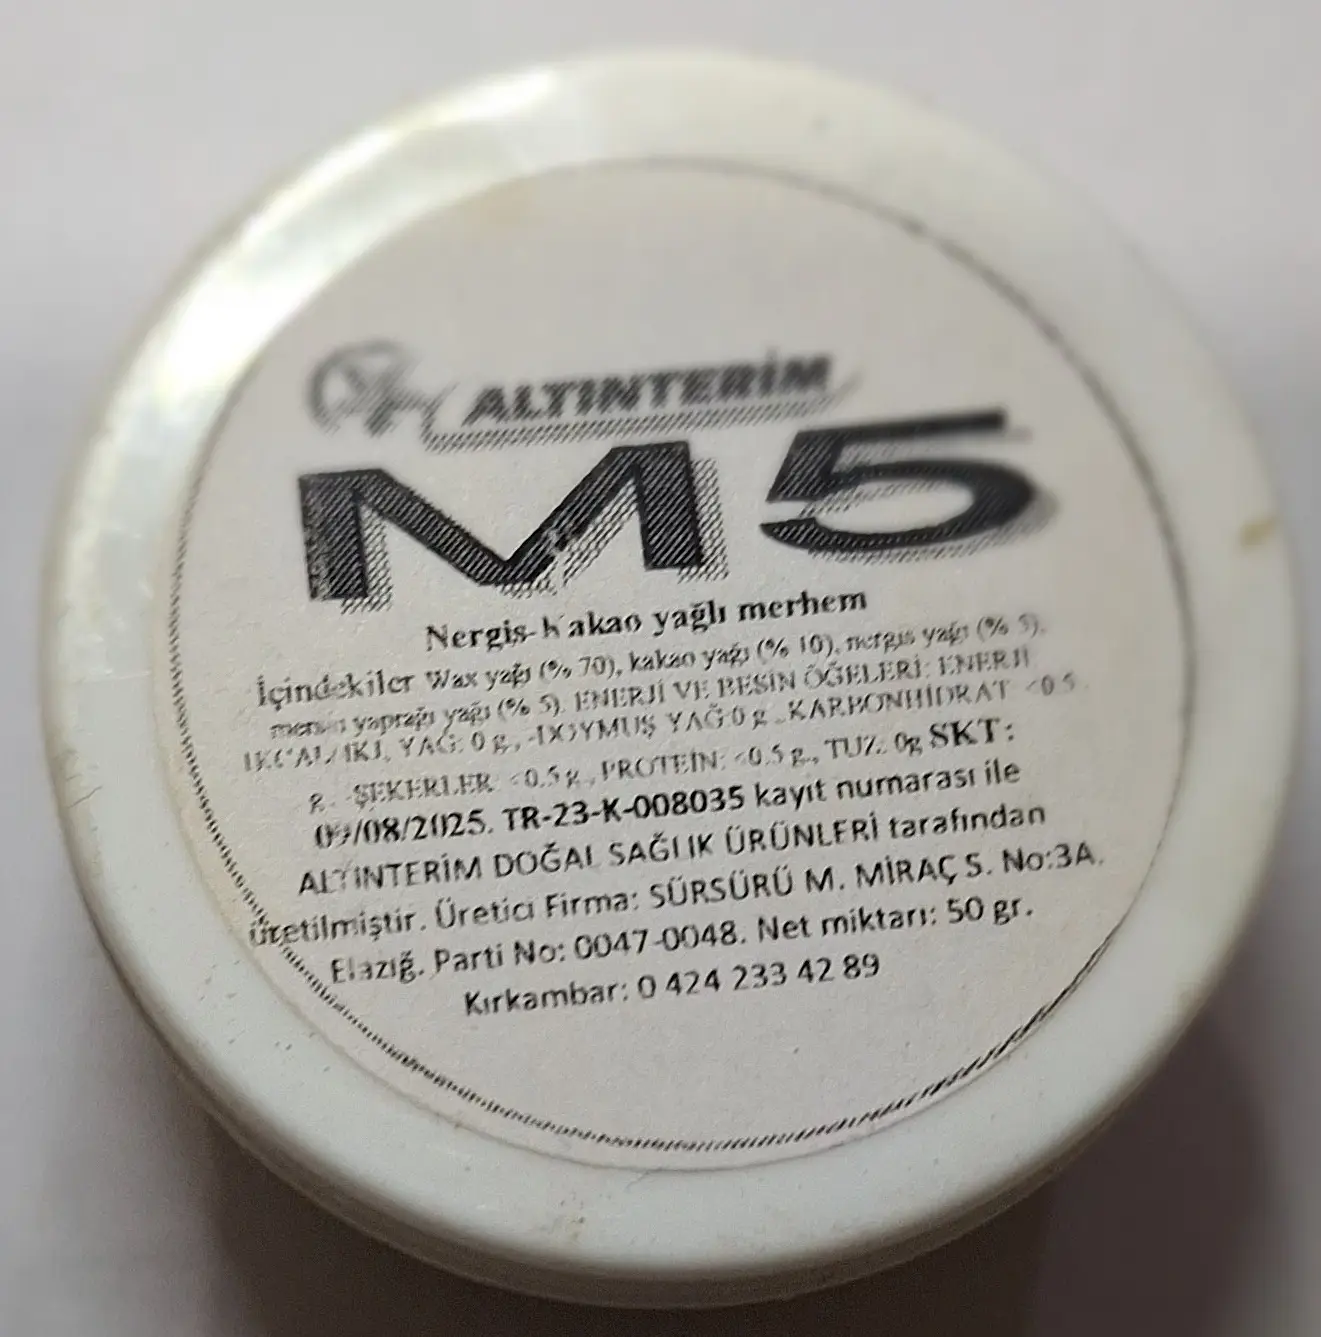 ALTINTERİM
M5
Nergis-Kakao yağlı merhem
İçindekiler Wax yağı (% 70), kakao yağı (% 10), nergis yağı (% 5),
mersin yaprağı yağı (% 5). ENERJİ VE BESİN ÖĞELERİ: ENERJİ
YAĞ: 0 g, -DOYMUŞ YAĞ 0 g , KARBONHİDRAT <0.5
g, -ŞEKERLER <0.5 g, PROTEİN: <0.5 g, TUZ: 0g SKT:
09/08/2025. TR-23-K-008035 kayıt numarası ile
ALTINTERİM DOĞAL SAĞLIK ÜRÜNLERİ tarafından
üretilmiştir. Üretici Firma: SÜRSÜRÜ M. MİRAÇ S. No:3A.
Elazığ. Parti No: 0047-0048. Net miktarı: 50 gr.
Kırkambar: 0 424 233 42 89